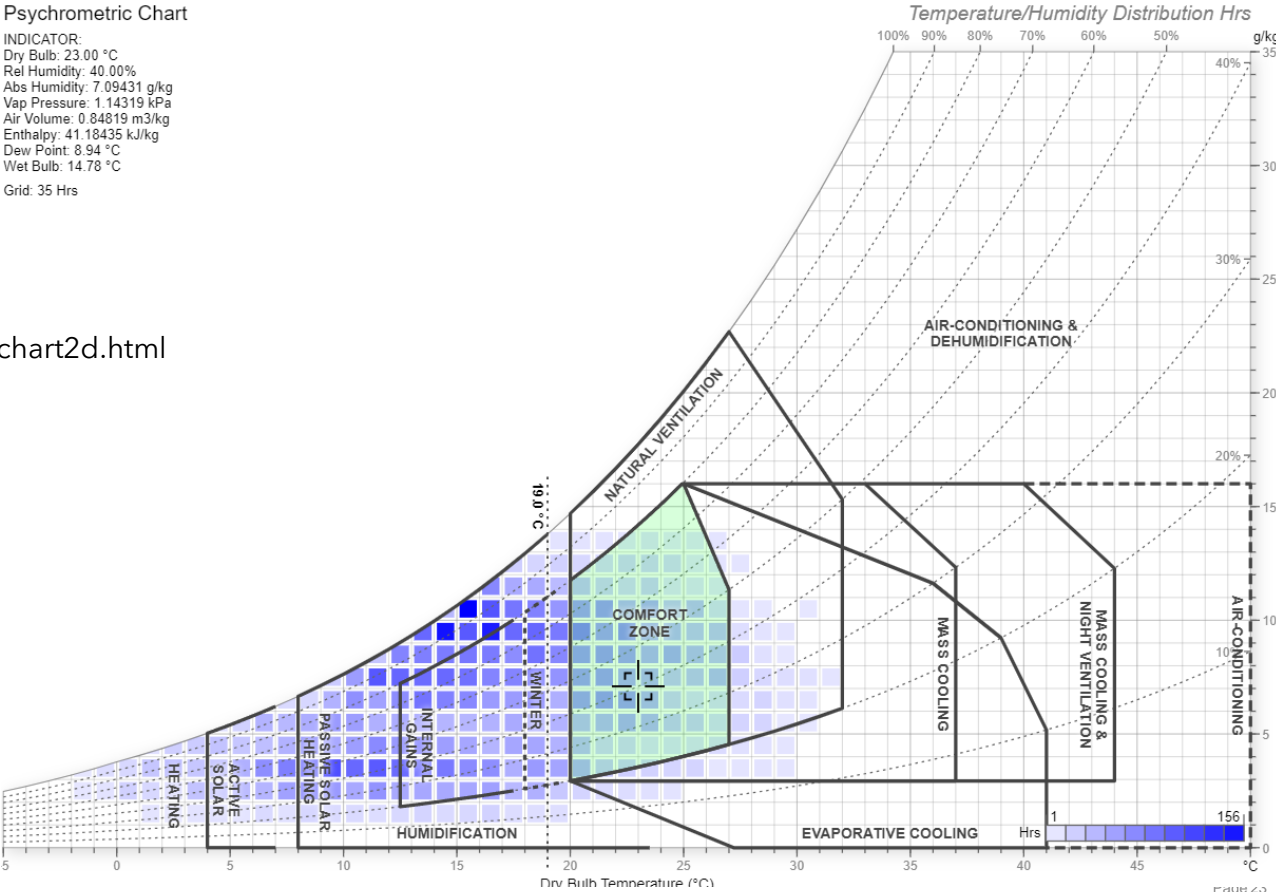 Psychrometric Chart
Temperature/Humidity Distribution Hrs
INDICATOR:
Dry Bulb: 23.00 °C
Rel Humidity: 40.00%
Abs Humidity: 7.09431 g/kg
Vap Pressure: 1.14319 kPa
Air Volume: 0.84819 m3/kg
Enthalpy: 41.18435 kJ/kg
Dew Point: 8.94 °C
Wet Bulb: 14.78 °C
Grid: 35 Hrs
100% 90% 80% 70% 60% 50%
g/kg
35
40%
30
30%
25
chart2d.html
AIR-CONDITIONING &
DEHUMIDIFICATION
20
NATURAL VENTILATION
20%
19.0 °C
15
COMFORT
ZONE
10
10%
WINTER
MASS COOLING
MASS COOLING &
NIGHT VENTILATION
AIR-CONDITIONING
INTERNAL
GAINS
PASSIVE SOLAR
HEATING
ACTIVE
SOLAR
HEATING
5
HUMIDIFICATION
EVAPORATIVE COOLING
1 156
Hrs
0
5 0 5 10 15 20 25 30 35 40 45 °C
Dry Bulb Temperature (°C)